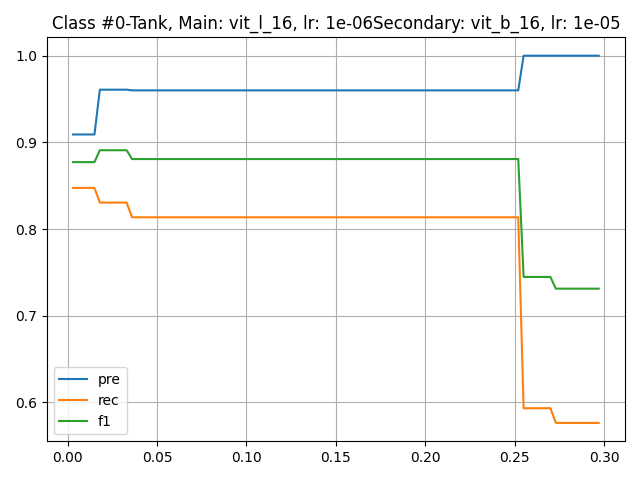 Class #0-Tank, Main: vit_l_16, lr: 1e-06Secondary: vit_b_16, lr: 1e-05
1.0
0.9
0.8
0.7
0.6
pre
rec
f1
0.00 0.05 0.10 0.15 0.20 0.25 0.30